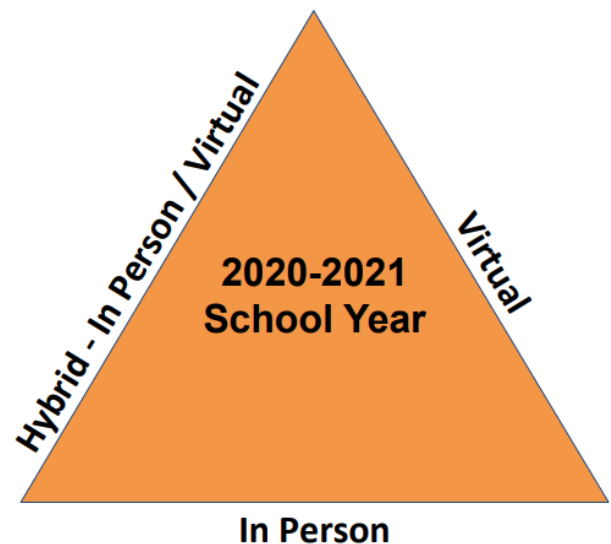 Hybrid - In Person / Virtual
Virtual
2020-2021
School Year
In Person